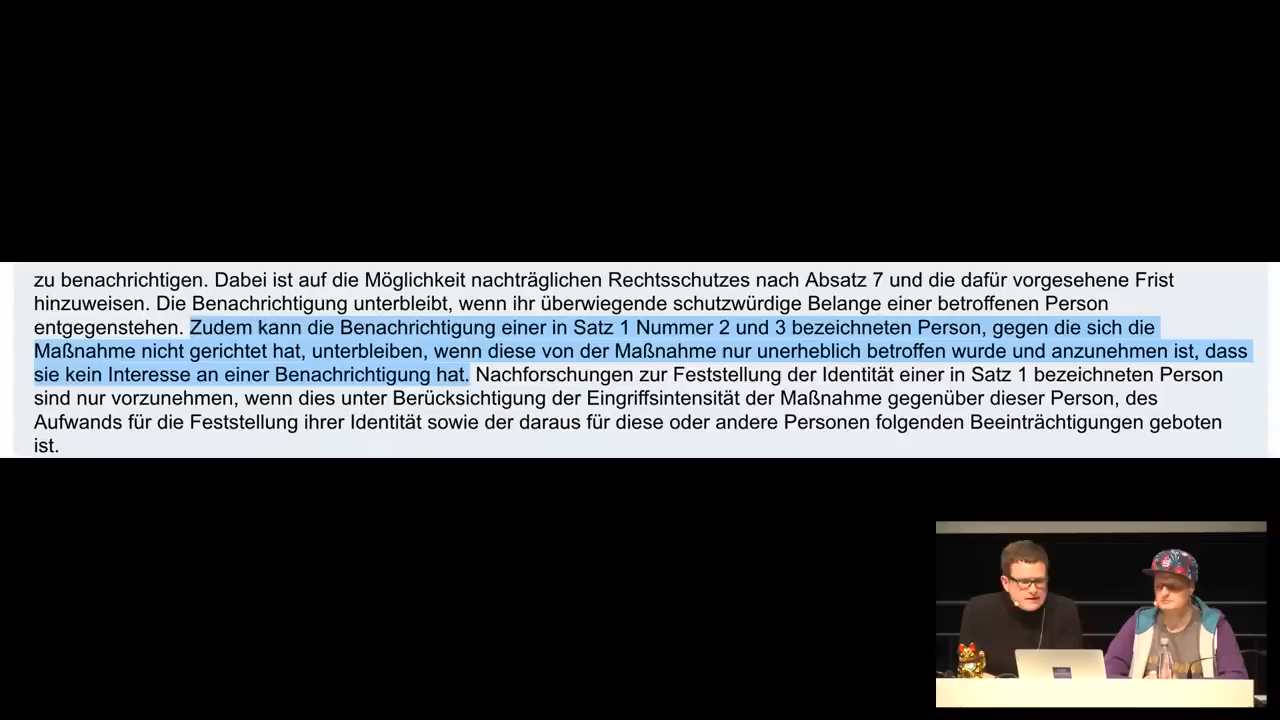 zu benachrichtigen. Dabei ist auf die Möglichkeit nachträglichen Rechtsschutzes nach Absatz 7 und die dafür vorgesehene Frist
hinzuweisen. Die Benachrichtigung unterbleibt, wenn ihr überwiegende schutzwürdige Belange einer betroffenen Person
entgegenstehen. Zudem kann die Benachrichtigung einer in Satz 1 Nummer 2 und 3 bezeichneten Person, gegen die sich die
Maßnahme nicht gerichtet hat, unterbleiben, wenn diese von der Maßnahme nur unerheblich betroffen wurde und anzunehmen ist, dass
sie kein Interesse an einer Benachrichtigung hat. Nachforschungen zur Feststellung der Identität einer in Satz 1 bezeichneten Person
sind nur vorzunehmen, wenn dies unter Berücksichtigung der Eingriffsintensität der Maßnahme gegenüber dieser Person, des
Aufwands für die Feststellung ihrer Identität sowie der daraus für diese oder andere Personen folgenden Beeinträchtigungen geboten
ist.